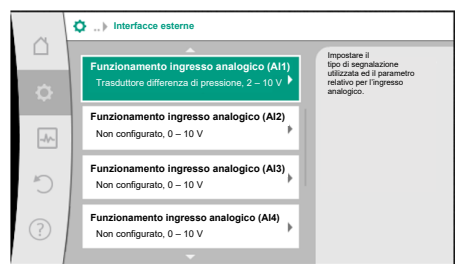 ..▸ Interfacce esterne
Funzionamento ingresso analogico (AI1)
Trasduttore differenza di pressione, 2 – 10 V
Funzionamento ingresso analogico (AI2)
Non configurato, 0 – 10 V
Funzionamento ingresso analogico (AI3)
Non configurato, 0 – 10 V
Funzionamento ingresso analogico (AI4)
Non configurato, 0 – 10 V
Impostare il
tipo di segnalazione
utilizzata ed il parametro
relativo per l'ingresso
analogico.
?